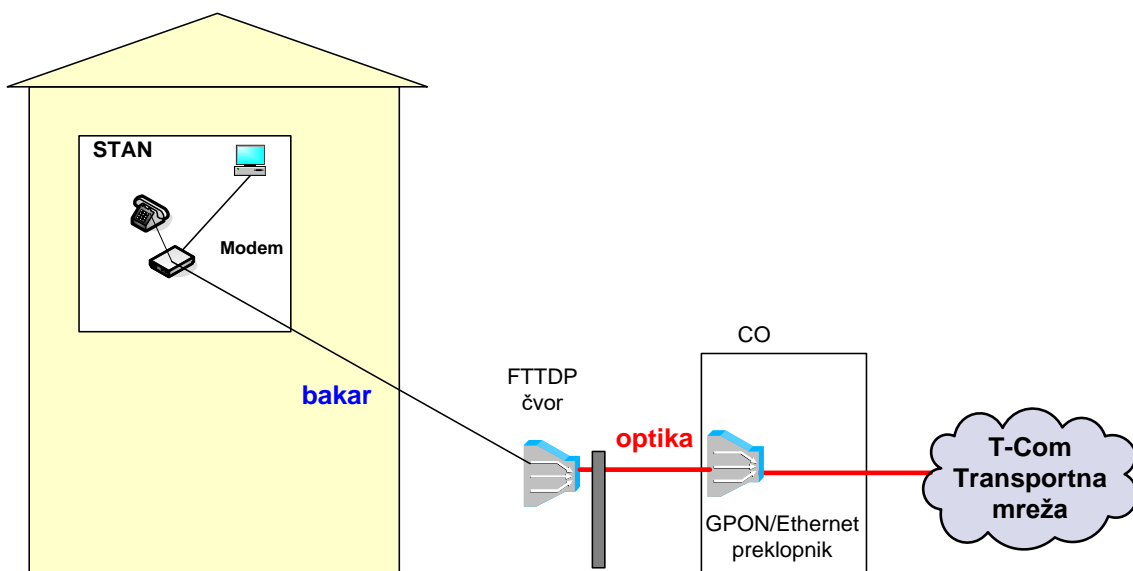 STAN
Modem
bakar
FTTDP
čvor
optika
CO
GPON/Ethernet
preklopnik
T-Com
Transportna
mreža